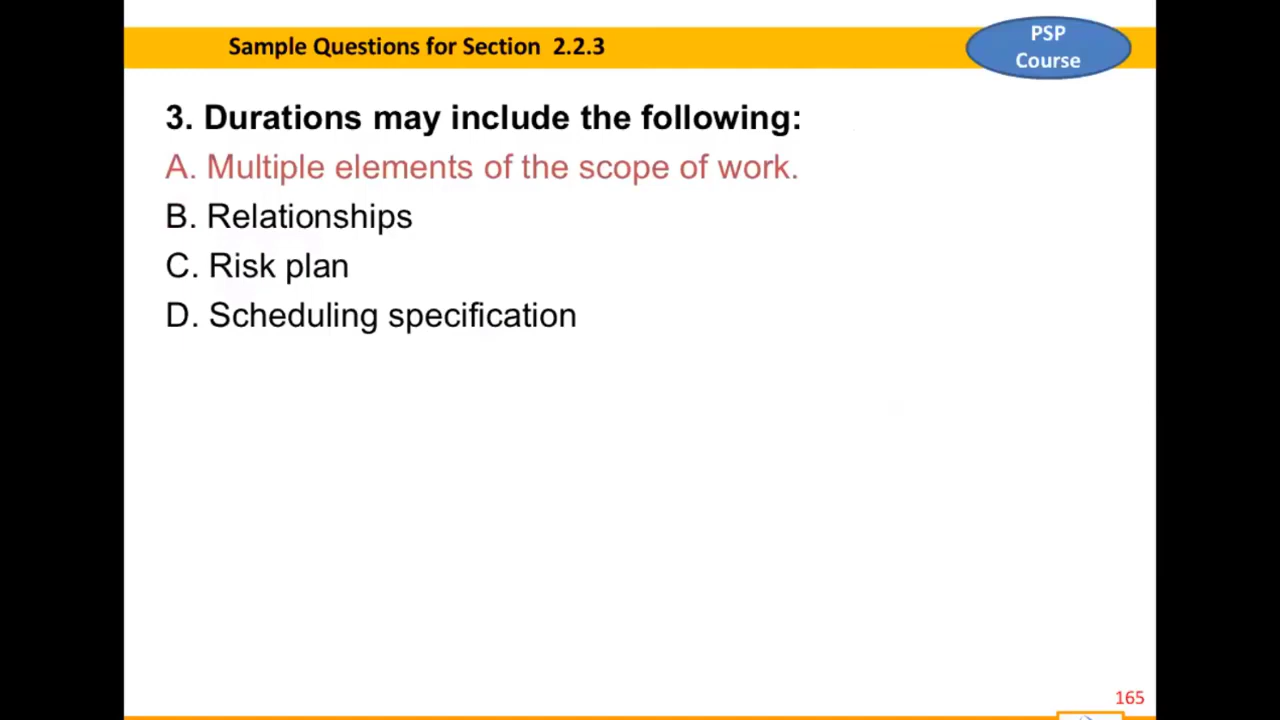 Sample Questions for Section 2.2.3
PSP
Course
3. Durations may include the following:
A. Multiple elements of the scope of work.
B. Relationships
C. Risk plan
D. Scheduling specification
165